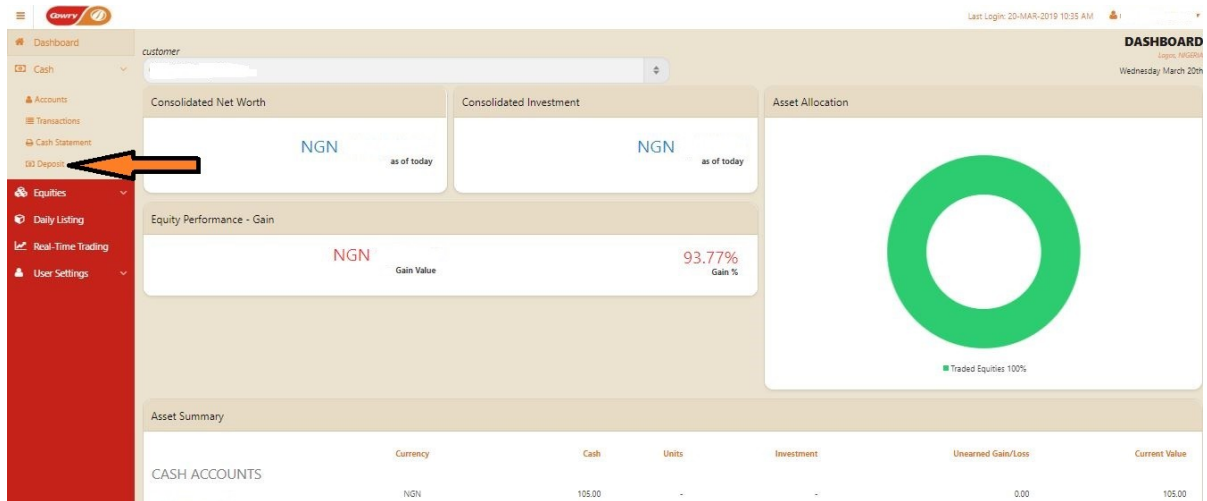 Cowry
Last Login: 20-MAR-2019 10:35 AM
Dashboard
Cash
Accounts
Transactions
Cash Statement
Deposit
Equities
Daily Listing
Real-Time Trading
User Settings
customer
DASHBOARD
Lagos, NIGERIA
Wednesday March 20th
Consolidated Net Worth
NGN
as of today
Consolidated Investment
NGN
as of today
Asset Allocation
Traded Equities 100%
Equity Performance - Gain
NGN
Gain Value
93.77%
Gain %
Asset Summary
Currency Cash Units Investment Unearned Gain/Loss Current Value
CASH ACCOUNTS
NGN 105.00 - - 0.00 105.00